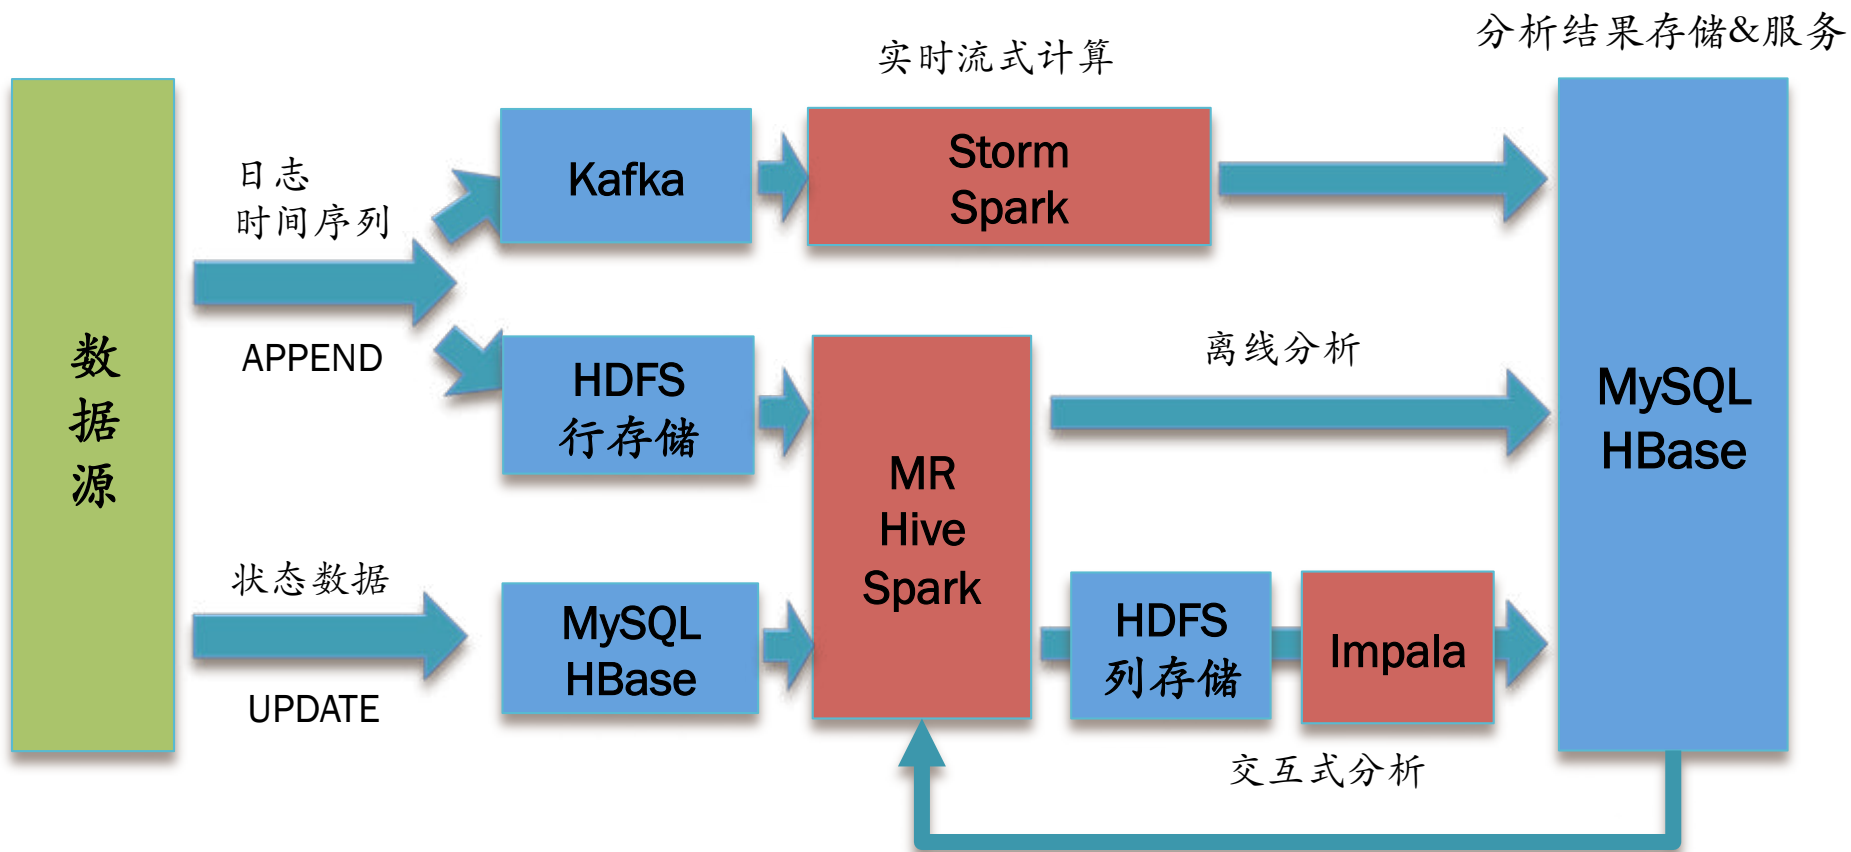 分析结果存储&服务
实时流式计算
数
据
源
日志
时间序列
APPEND
Kafka
Storm
Spark
HDFS
行存储
MR
Hive
Spark
离线分析
MySQL
HBase
状态数据
UPDATE
MySQL
HBase
HDFS
列存储
Impala
交互式分析